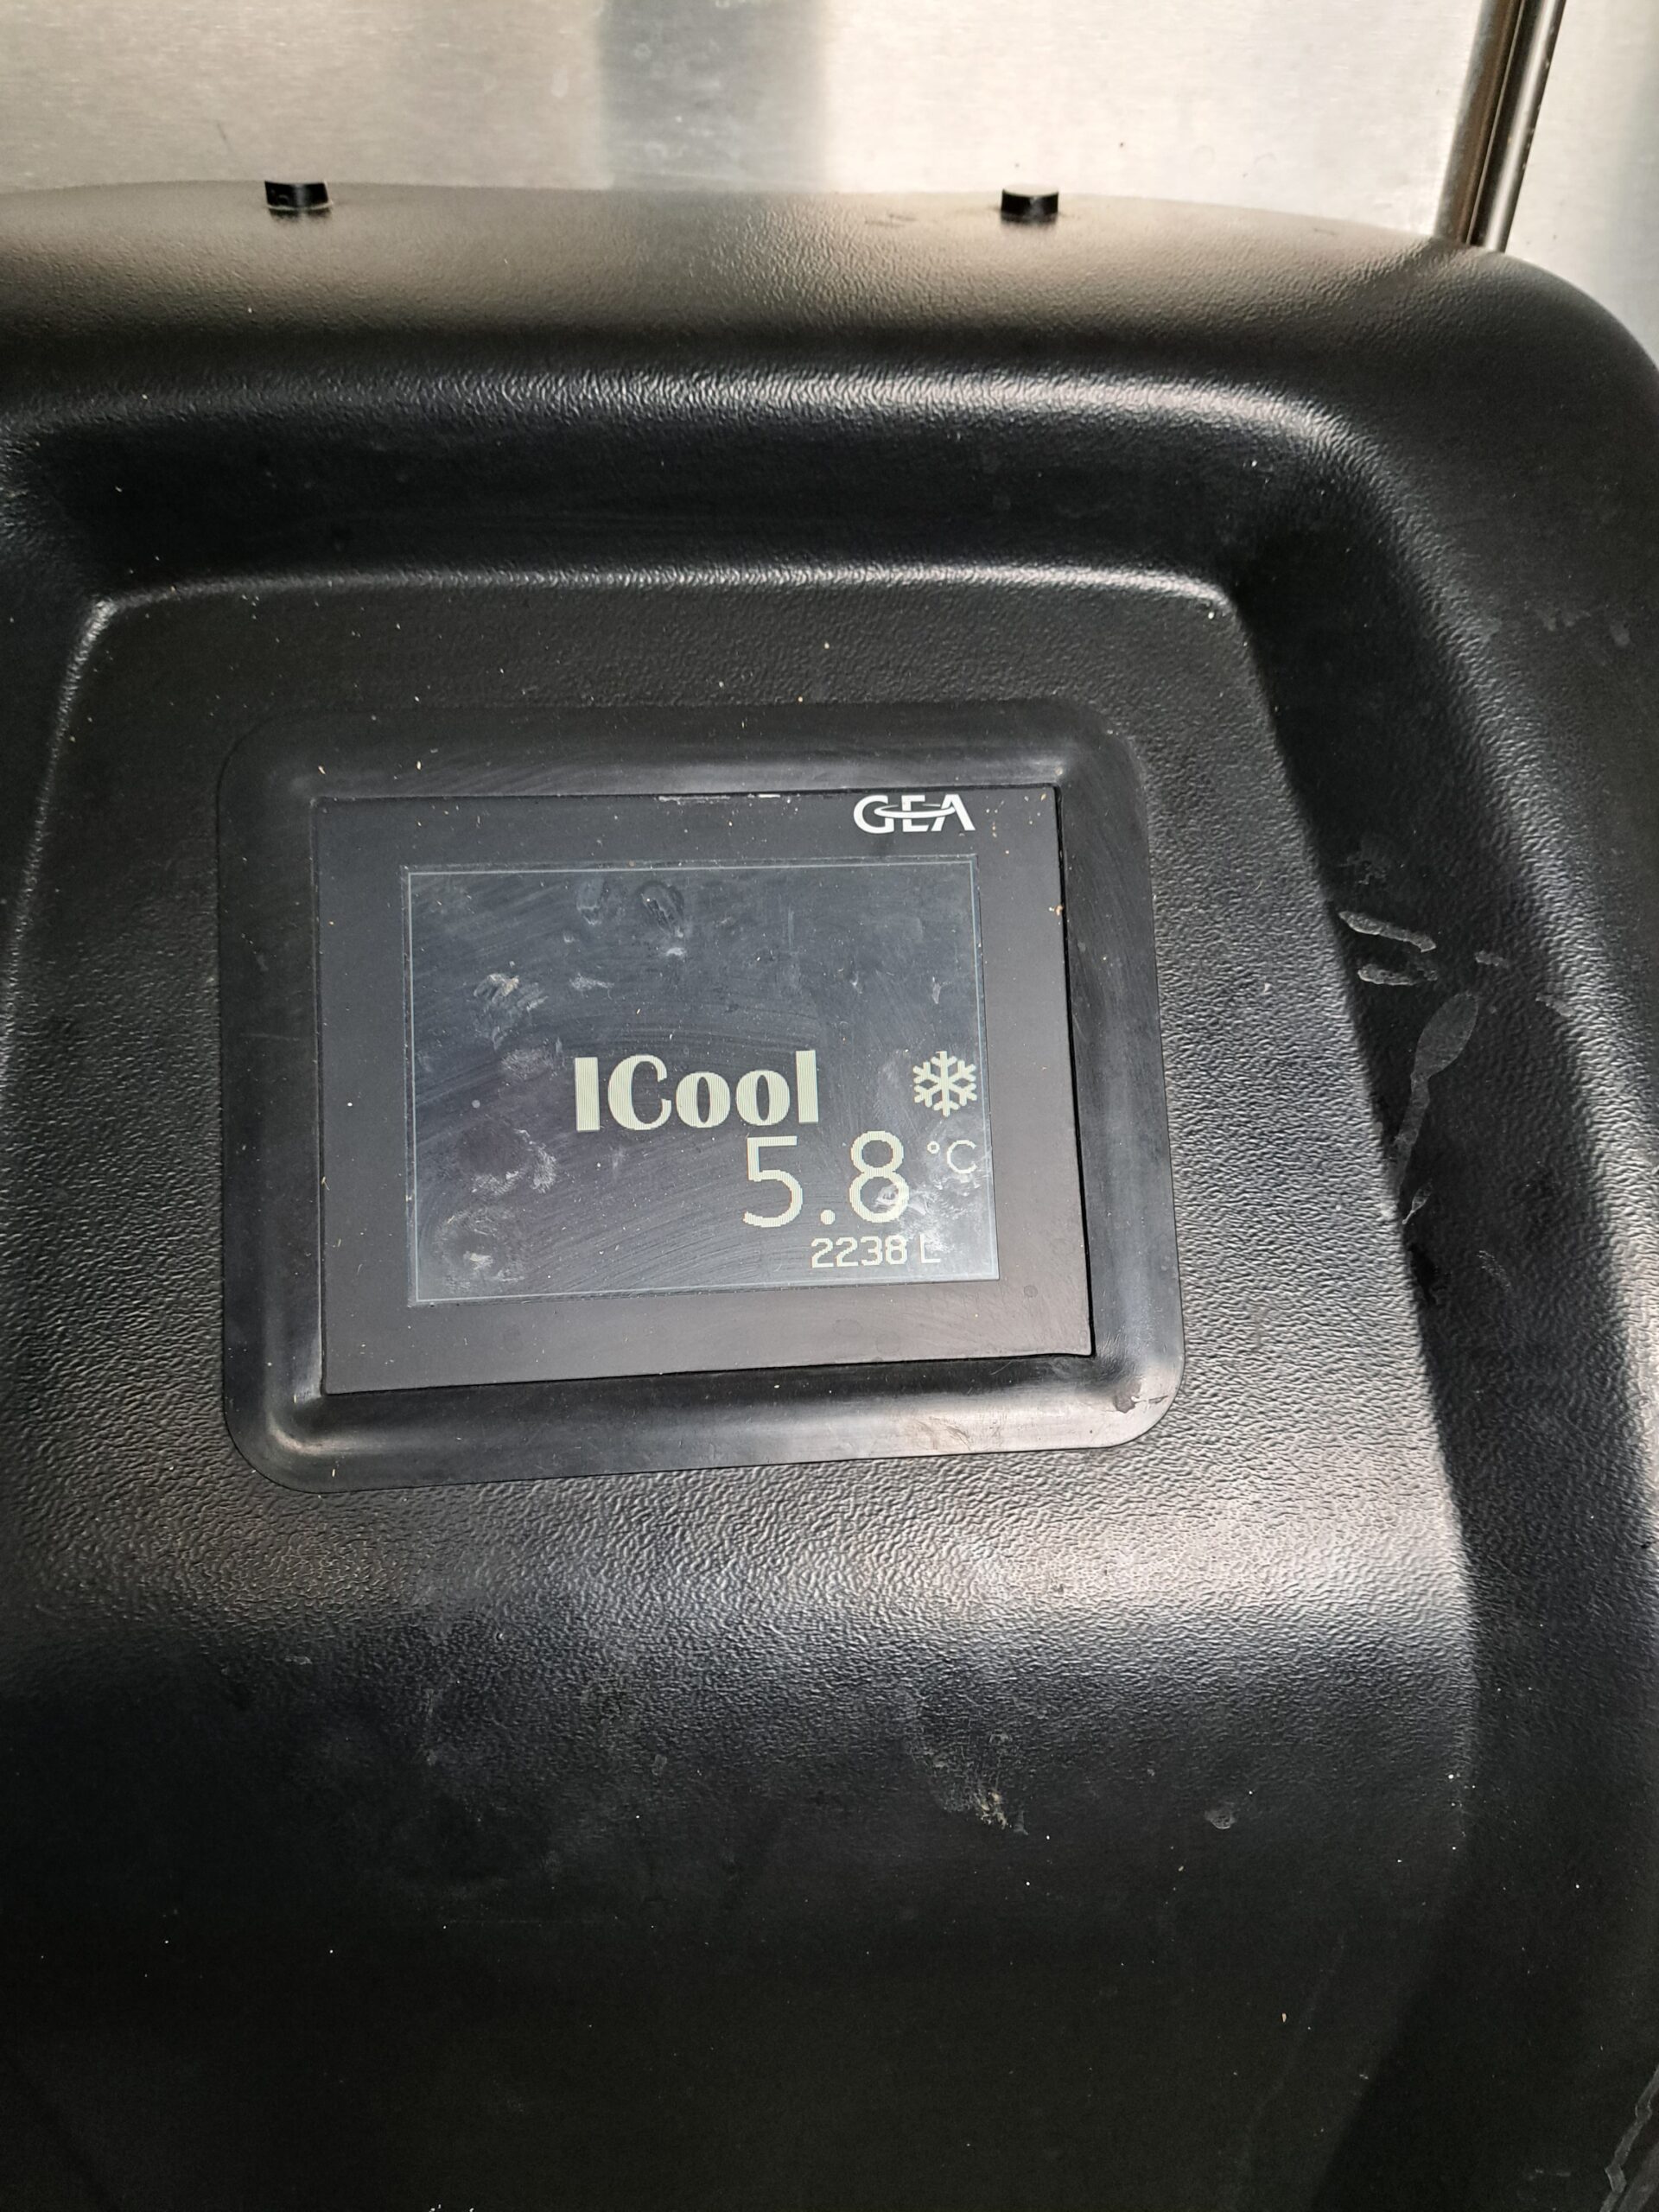 GEA
ICool
5.8 °C
2238 L